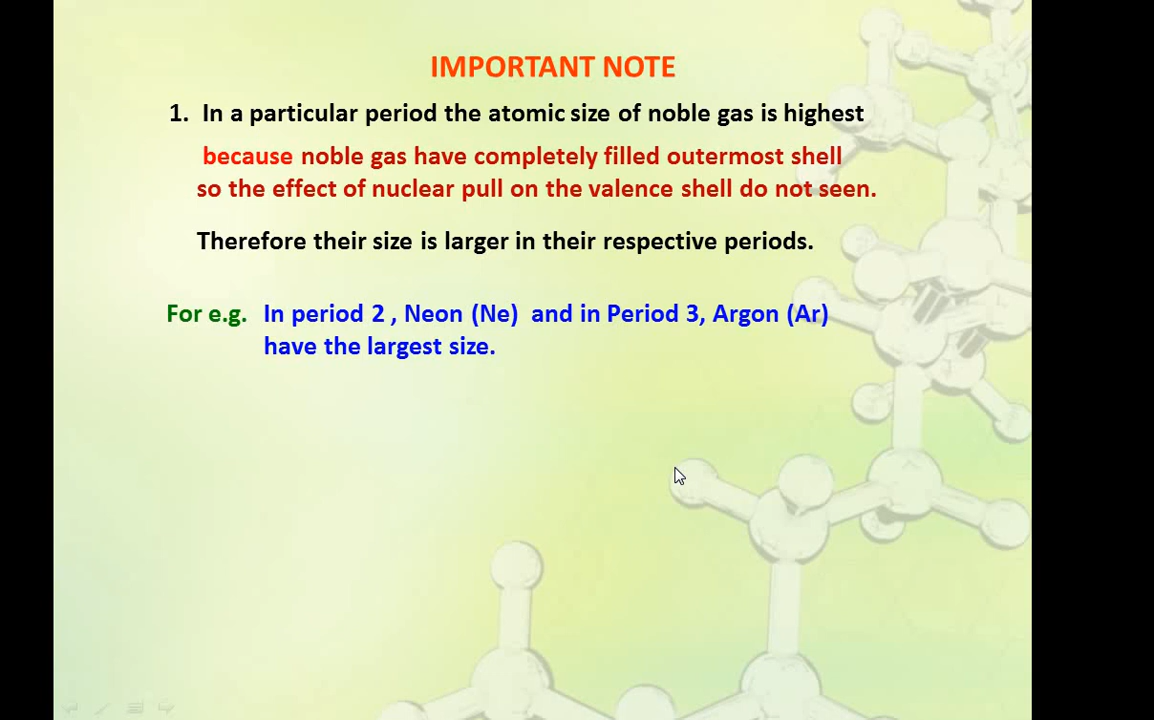 IMPORTANT NOTE
1. In a particular period the atomic size of noble gas is highest
because noble gas have completely filled outermost shell
so the effect of nuclear pull on the valence shell do not seen.
Therefore their size is larger in their respective periods.
For e.g. In period 2 , Neon (Ne) and in Period 3, Argon (Ar)
have the largest size.